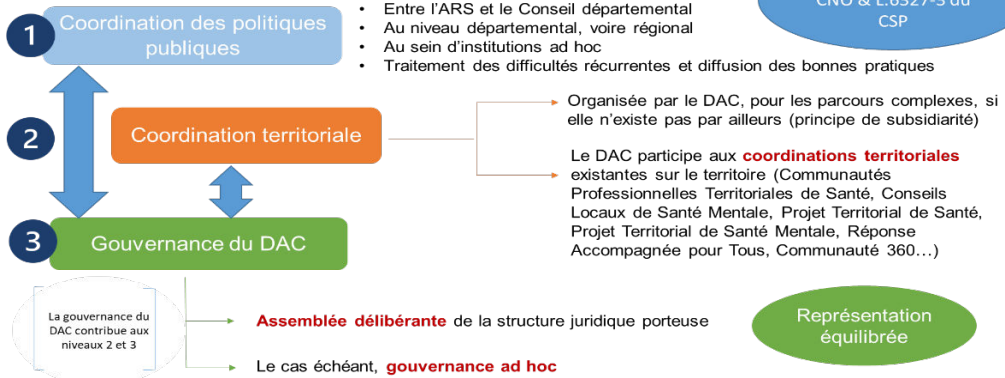 1
Coordination des politiques
publiques
• Entre l'ARS et le Conseil départemental
• Au niveau départemental, voire régional
• Au sein d'institutions ad hoc
• Traitement des difficultés récurrentes et diffusion des bonnes pratiques
CNO & L.6327-3 du
CSP
2
Coordination territoriale
Organisée par le DAC, pour les parcours complexes, si
elle n'existe pas par ailleurs (principe de subsidiarité)
Le DAC participe aux coordinations territoriales
existantes sur le territoire (Communautés
Professionnelles Territoriales de Santé, Conseils
Locaux de Santé Mentale, Projet Territorial de Santé,
Projet Territorial de Santé Mentale, Réponse
Accompagnée pour Tous, Communauté 360…)
3
Gouvernance du DAC
La gouvernance du
DAC contribue aux
niveaux 2 et 3
Assemblée délibérante de la structure juridique porteuse
Le cas échéant, gouvernance ad hoc
Représentation
équilibrée